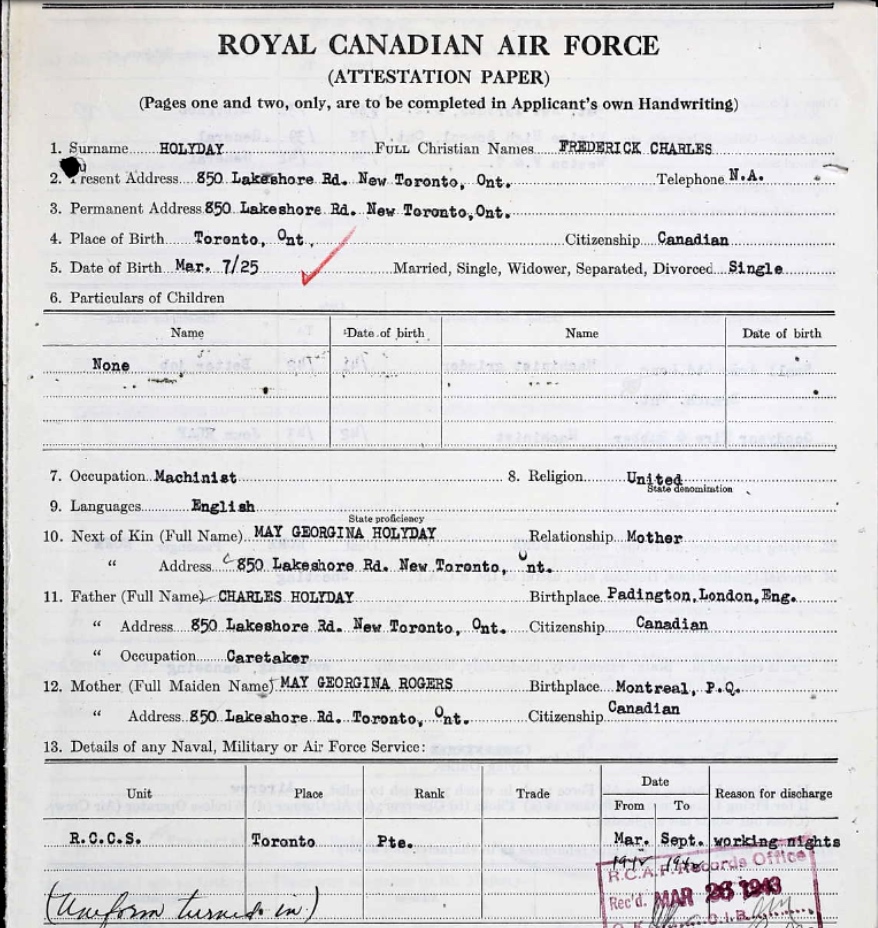 ROYAL CANADIAN AIR FORCE
(ATTESTATION PAPER)
(Pages one and two, only, are to be completed in Applicant's own Handwriting)
1. Surname HOLYDAY FULL Christian Names FREDERICK CHARLES
2. Present Address 850 Lakeshore Rd. New Toronto, Ont. Telephone N.A.
3. Permanent Address 850 Lakeshore Rd. New Toronto, Ont.
4. Place of Birth Toronto, Ont. Citizenship Canadian
5. Date of Birth Mar. 7/25 Married, Single, Widower, Separated, Divorced Single
6. Particulars of Children
Name Date of birth Name Date of birth
None
7. Occupation Machinist 8. Religion United
State denomination
9. Languages English
State proficiency
10. Next of Kin (Full Name) MAY GEORGINA HOLYDAY Relationship Mother
" Address 850 Lakeshore Rd. New Toronto, Ont.
11. Father (Full Name) CHARLES HOLYDAY Birthplace Padington, London, Eng.
" Address 850 Lakeshore Rd. New Toronto, Ont. Citizenship Canadian
" Occupation Caretaker
12. Mother (Full Maiden Name) MAY GEORGINA ROGERS Birthplace Montreal, P.Q.
" Address 850 Lakeshore Rd. Toronto, Ont. Citizenship Canadian
13. Details of any Naval, Military or Air Force Service:
Unit Place Rank Trade Date Reason for discharge
From To
R.C.C.S. Toronto Pte. Mar. Sept. working nights
R.C.A.F. Records Office
Rec'd. MAR 26 1943
(Uniform turned in)